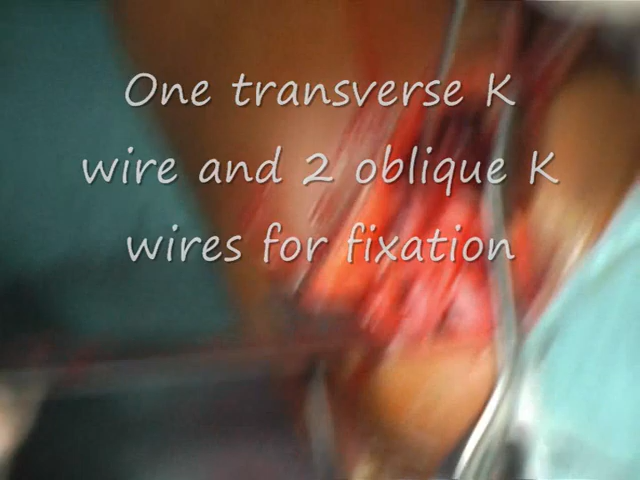 One transverse K
wire and 2 oblique K
wires for fixation